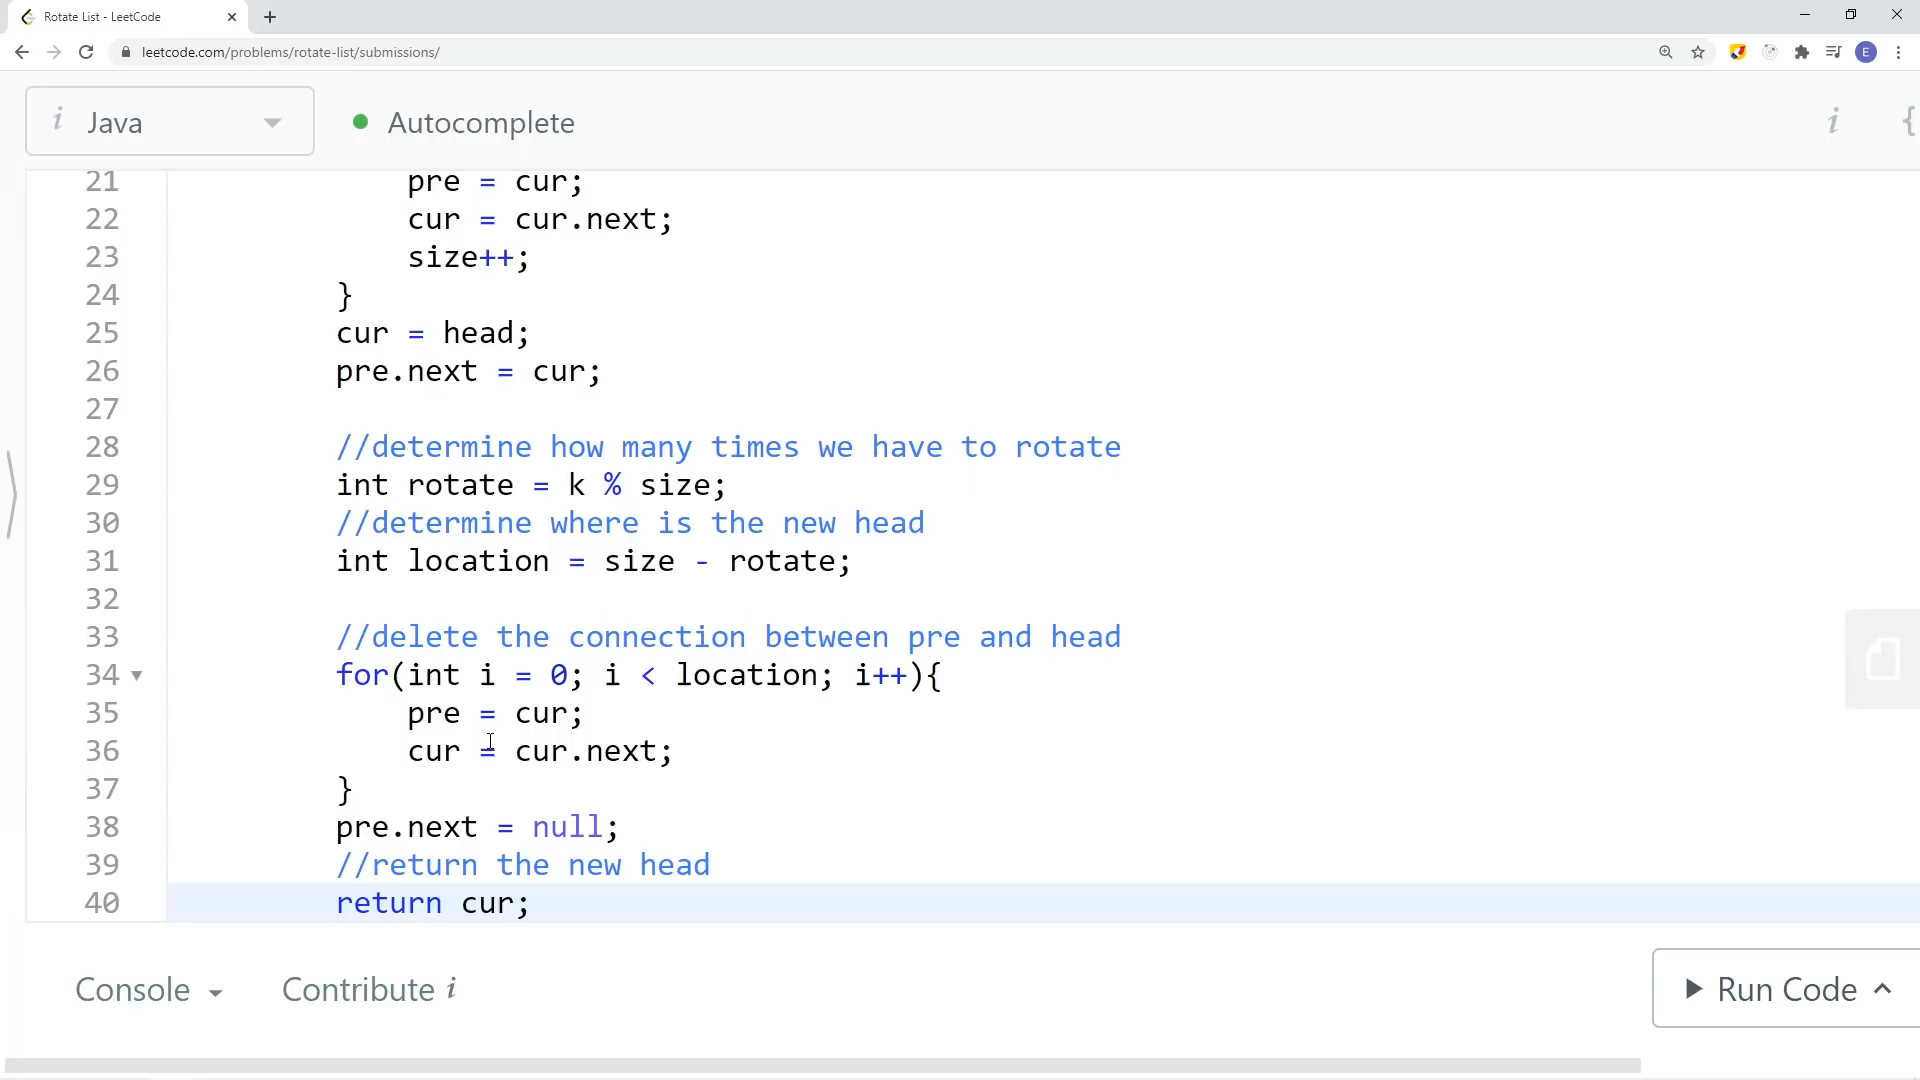 Rotate List - LeetCode
leetcode.com/problems/rotate-list/submissions/
E
i Java
Autocomplete
i {
21 pre = cur;
22 cur = cur.next;
23 size++;
24 }
25 cur = head;
26 pre.next = cur;
27
28 //determine how many times we have to rotate
29 int rotate = k % size;
30 //determine where is the new head
31 int location = size - rotate;
32
33 //delete the connection between pre and head
34 for(int i = 0; i < location; i++){
35 pre = cur;
36 cur = cur.next;
37 }
38 pre.next = null;
39 //return the new head
40 return cur;
Console
Contribute i
Run Code